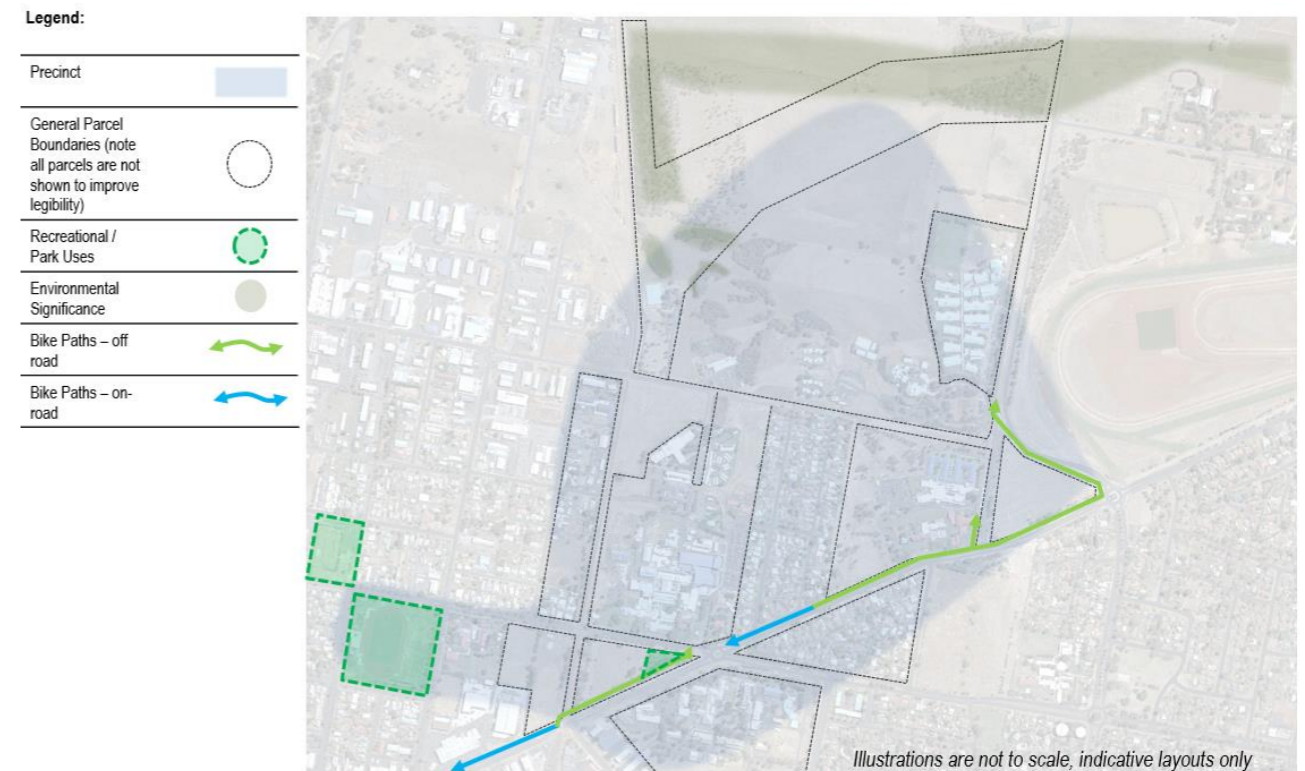 Legend:
Precinct
General Parcel
Boundaries (note
all parcels are not
shown to improve
legibility)
Recreational /
Park Uses
Environmental
Significance
Bike Paths – off
road
Bike Paths – on-
road
Illustrations are not to scale, indicative layouts only